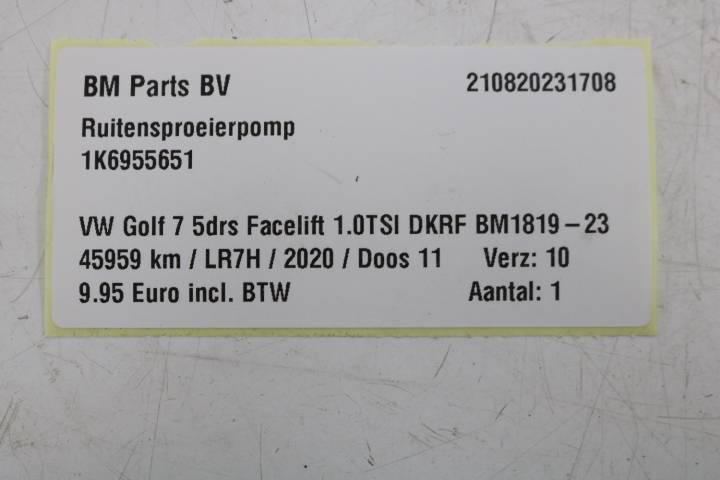 BM Parts BV 210820231708
Ruitensproeierpomp
1K6955651
VW Golf 7 5drs Facelift 1.0TSI DKRF BM1819-23
45959 km / LR7H / 2020 / Doos 11 Verz: 10
9.95 Euro incl. BTW Aantal: 1